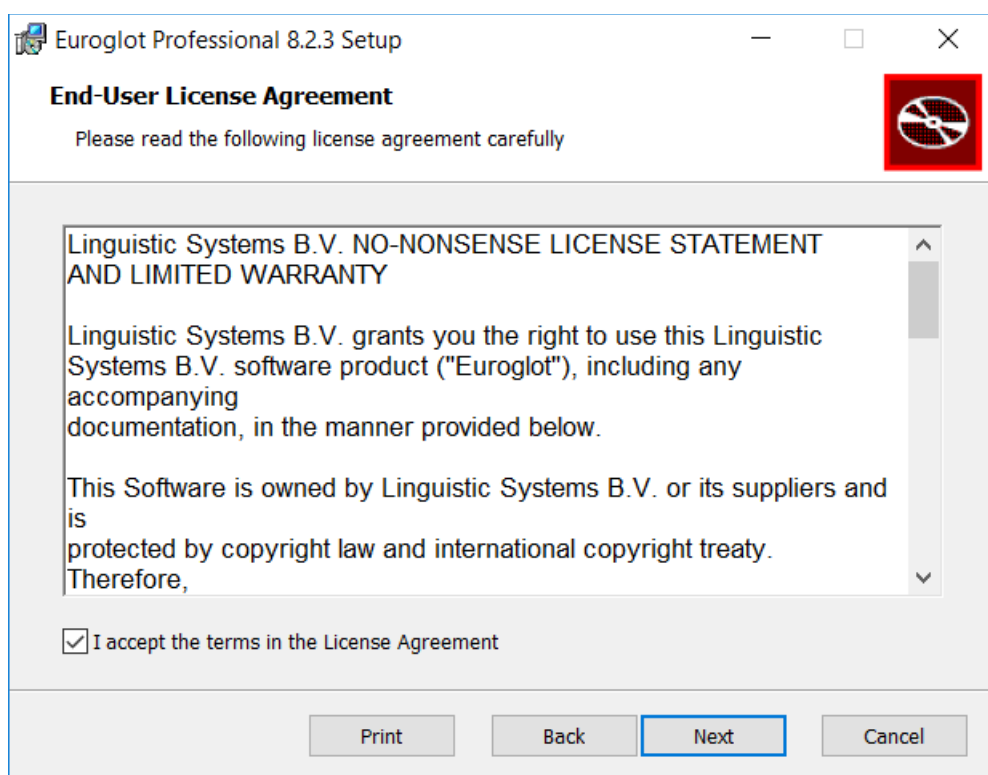 Euroglot Professional 8.2.3 Setup
End-User License Agreement
Please read the following license agreement carefully
Linguistic Systems B.V. NO-NONSENSE LICENSE STATEMENT
AND LIMITED WARRANTY
Linguistic Systems B.V. grants you the right to use this Linguistic
Systems B.V. software product ("Euroglot"), including any
accompanying
documentation, in the manner provided below.
This Software is owned by Linguistic Systems B.V. or its suppliers and
is
protected by copyright law and international copyright treaty.
Therefore,
I accept the terms in the License Agreement
Print Back Next Cancel